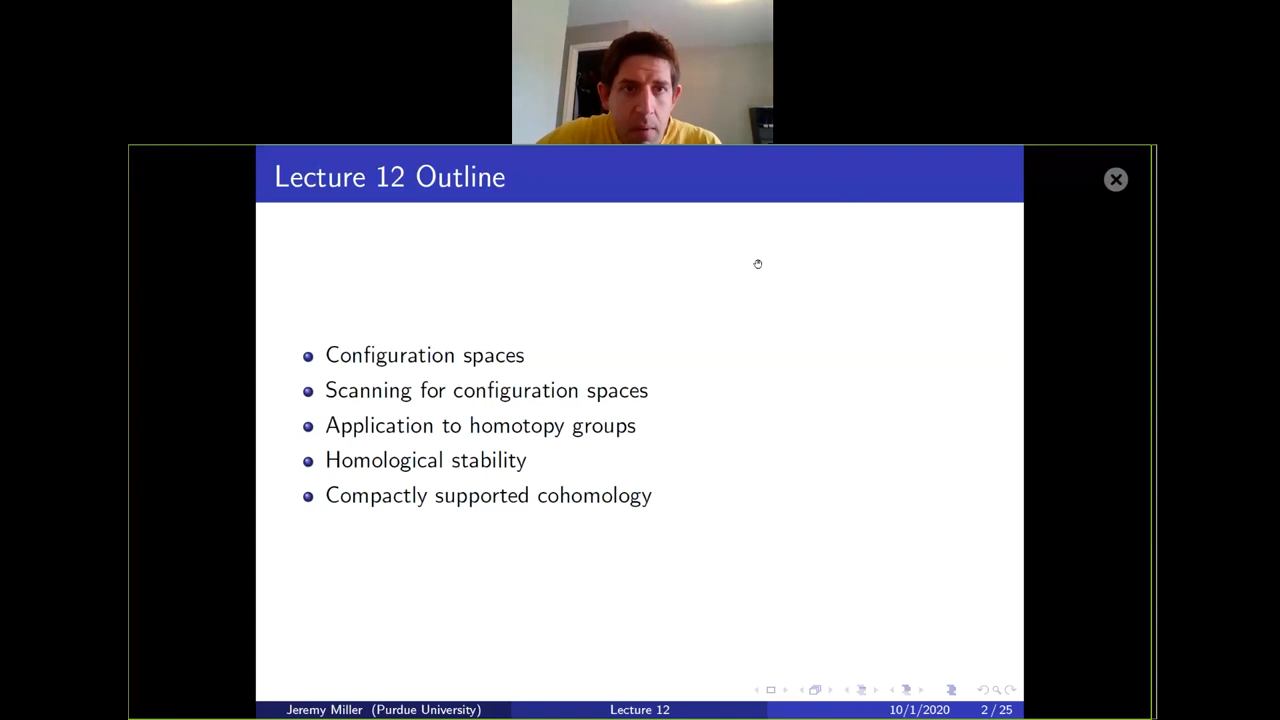 Lecture 12 Outline
Configuration spaces
Scanning for configuration spaces
Application to homotopy groups
Homological stability
Compactly supported cohomology
Jeremy Miller (Purdue University) Lecture 12 10/1/2020 2 / 25